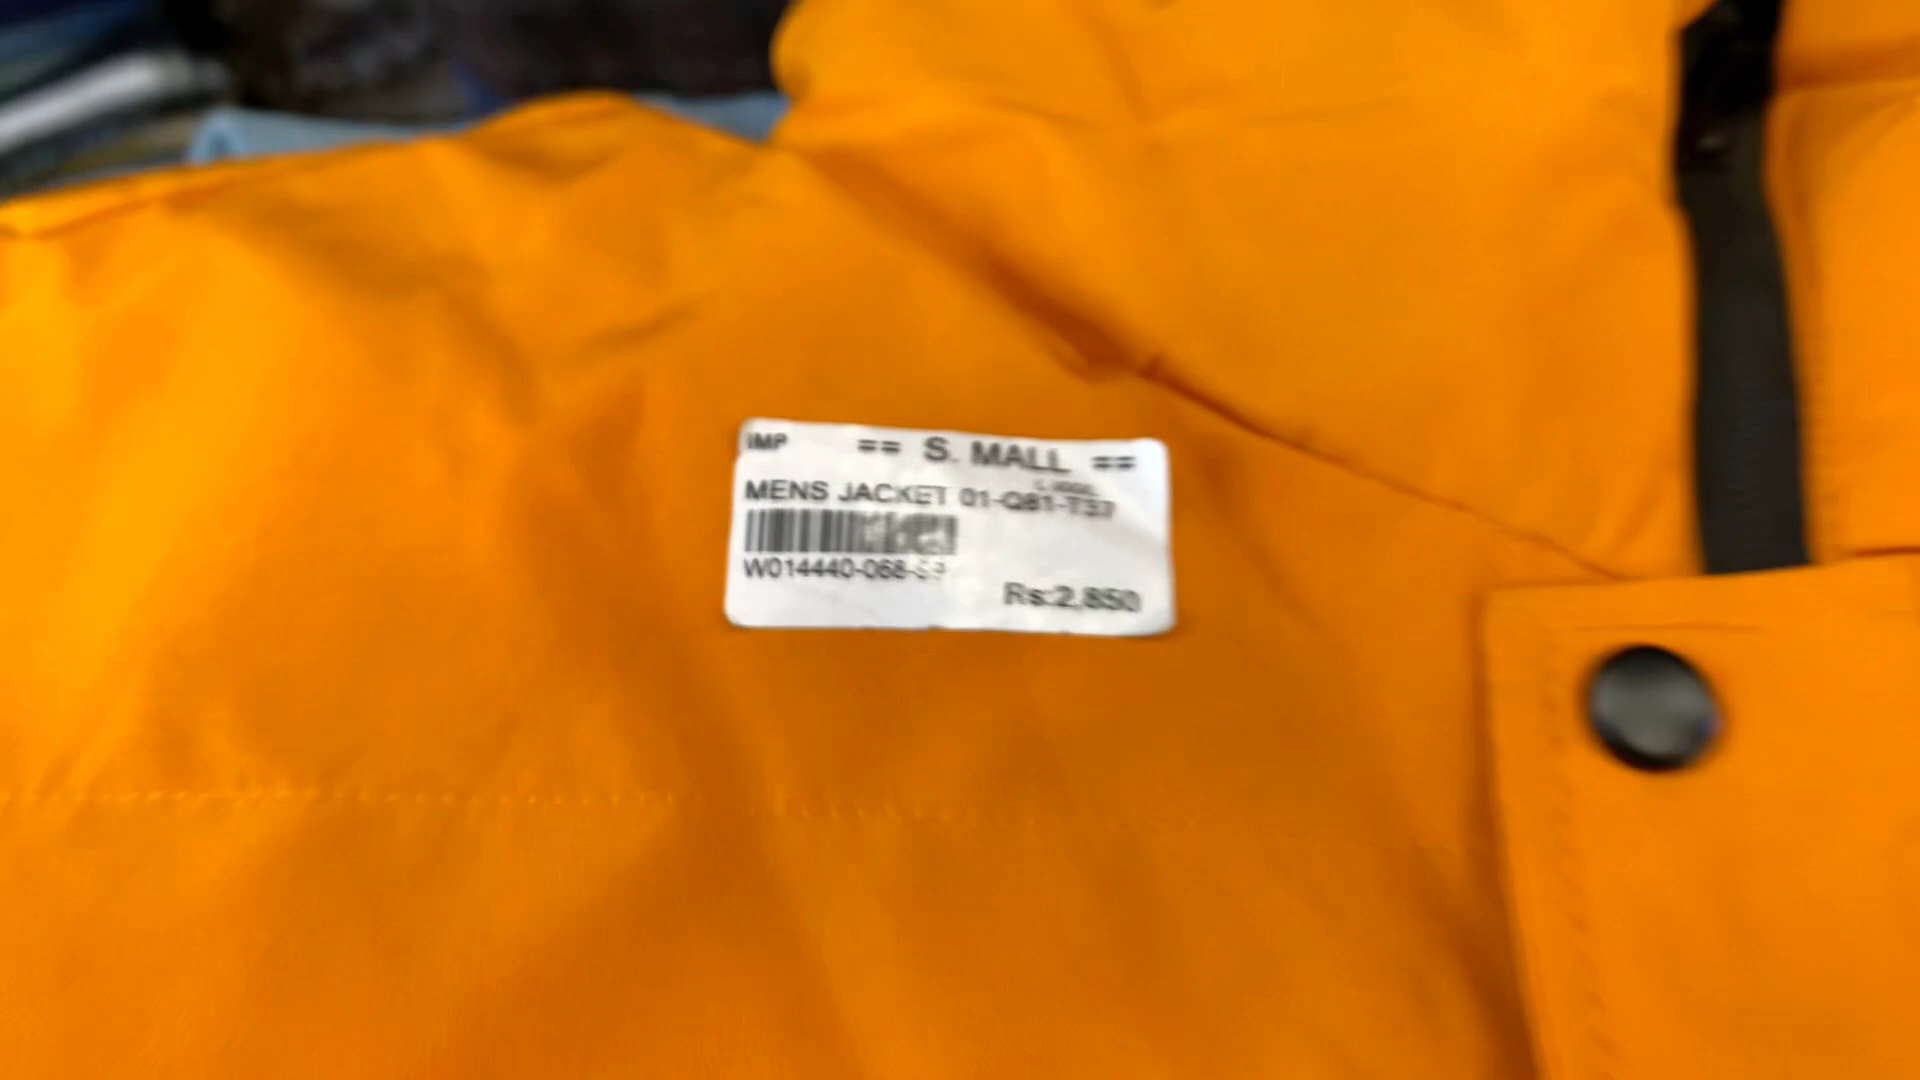 IMP == S. MALL ==
MENS JACKET 01-Q81-T37
W014440-068-
Rs:2,850